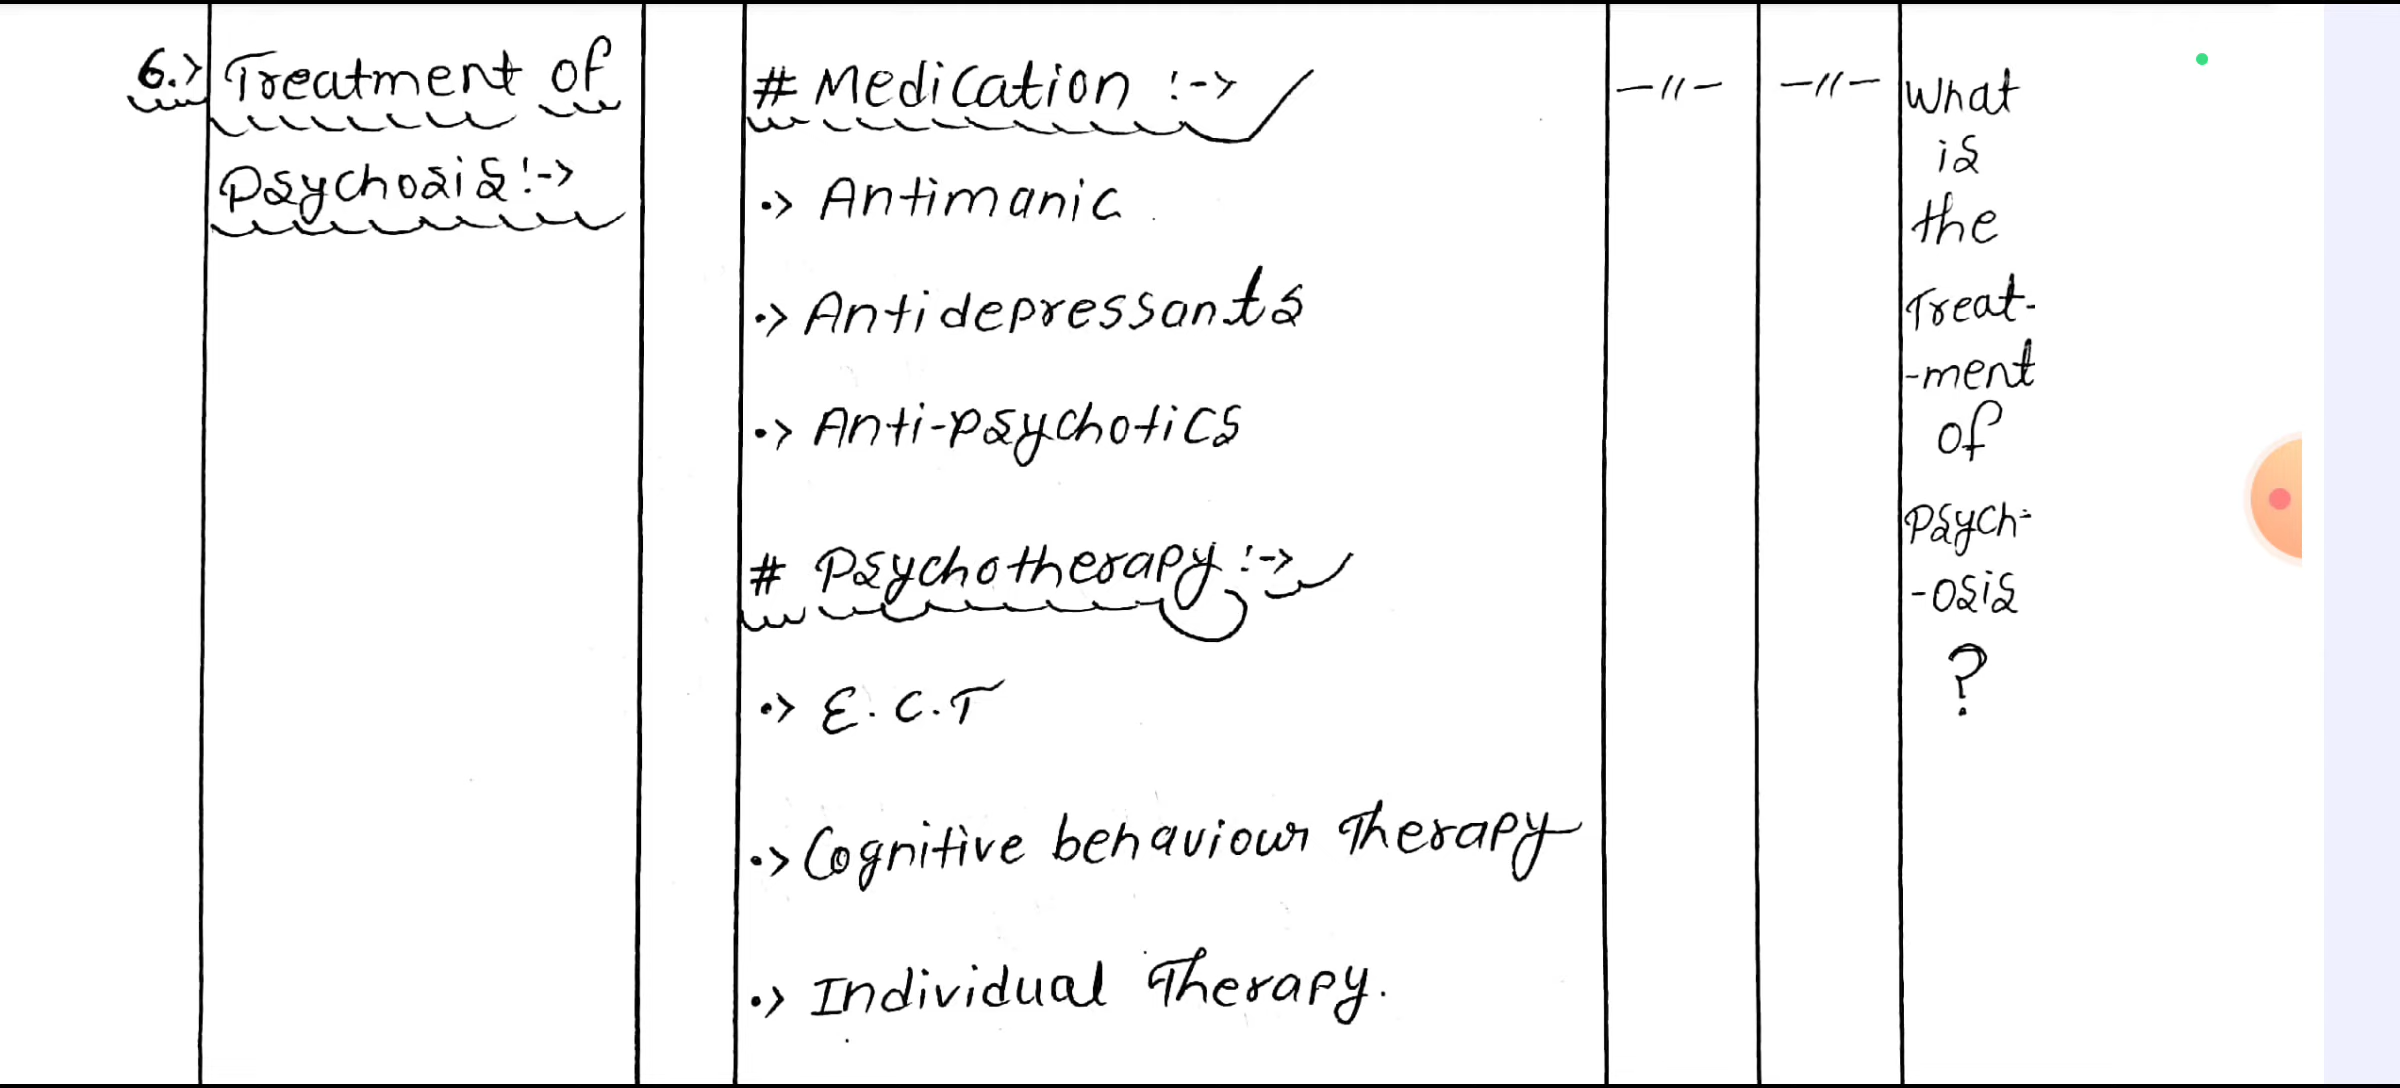 6.> Treatment of
Psychosis:->
# Medication :->
•> Antimanic
•> Antidepressants
•> Anti-psychotics
# Psychotherapy:->
•> E.C.T
•> Cognitive behaviour Therapy
•> Individual Therapy.
-//-
-//-
What
is
the
Treat-
-ment
of
Psych-
-osis
?